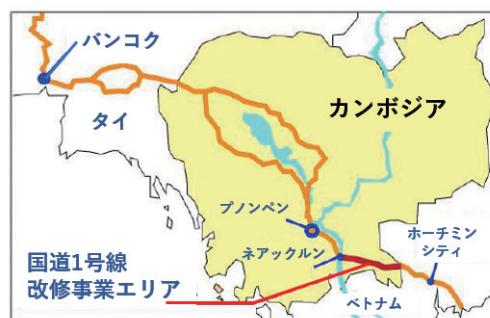 バンコク
タイ
カンボジア
プノンペン
ネアックルン
ホーチミン
シティ
国道1号線
改修事業エリア
ベトナム